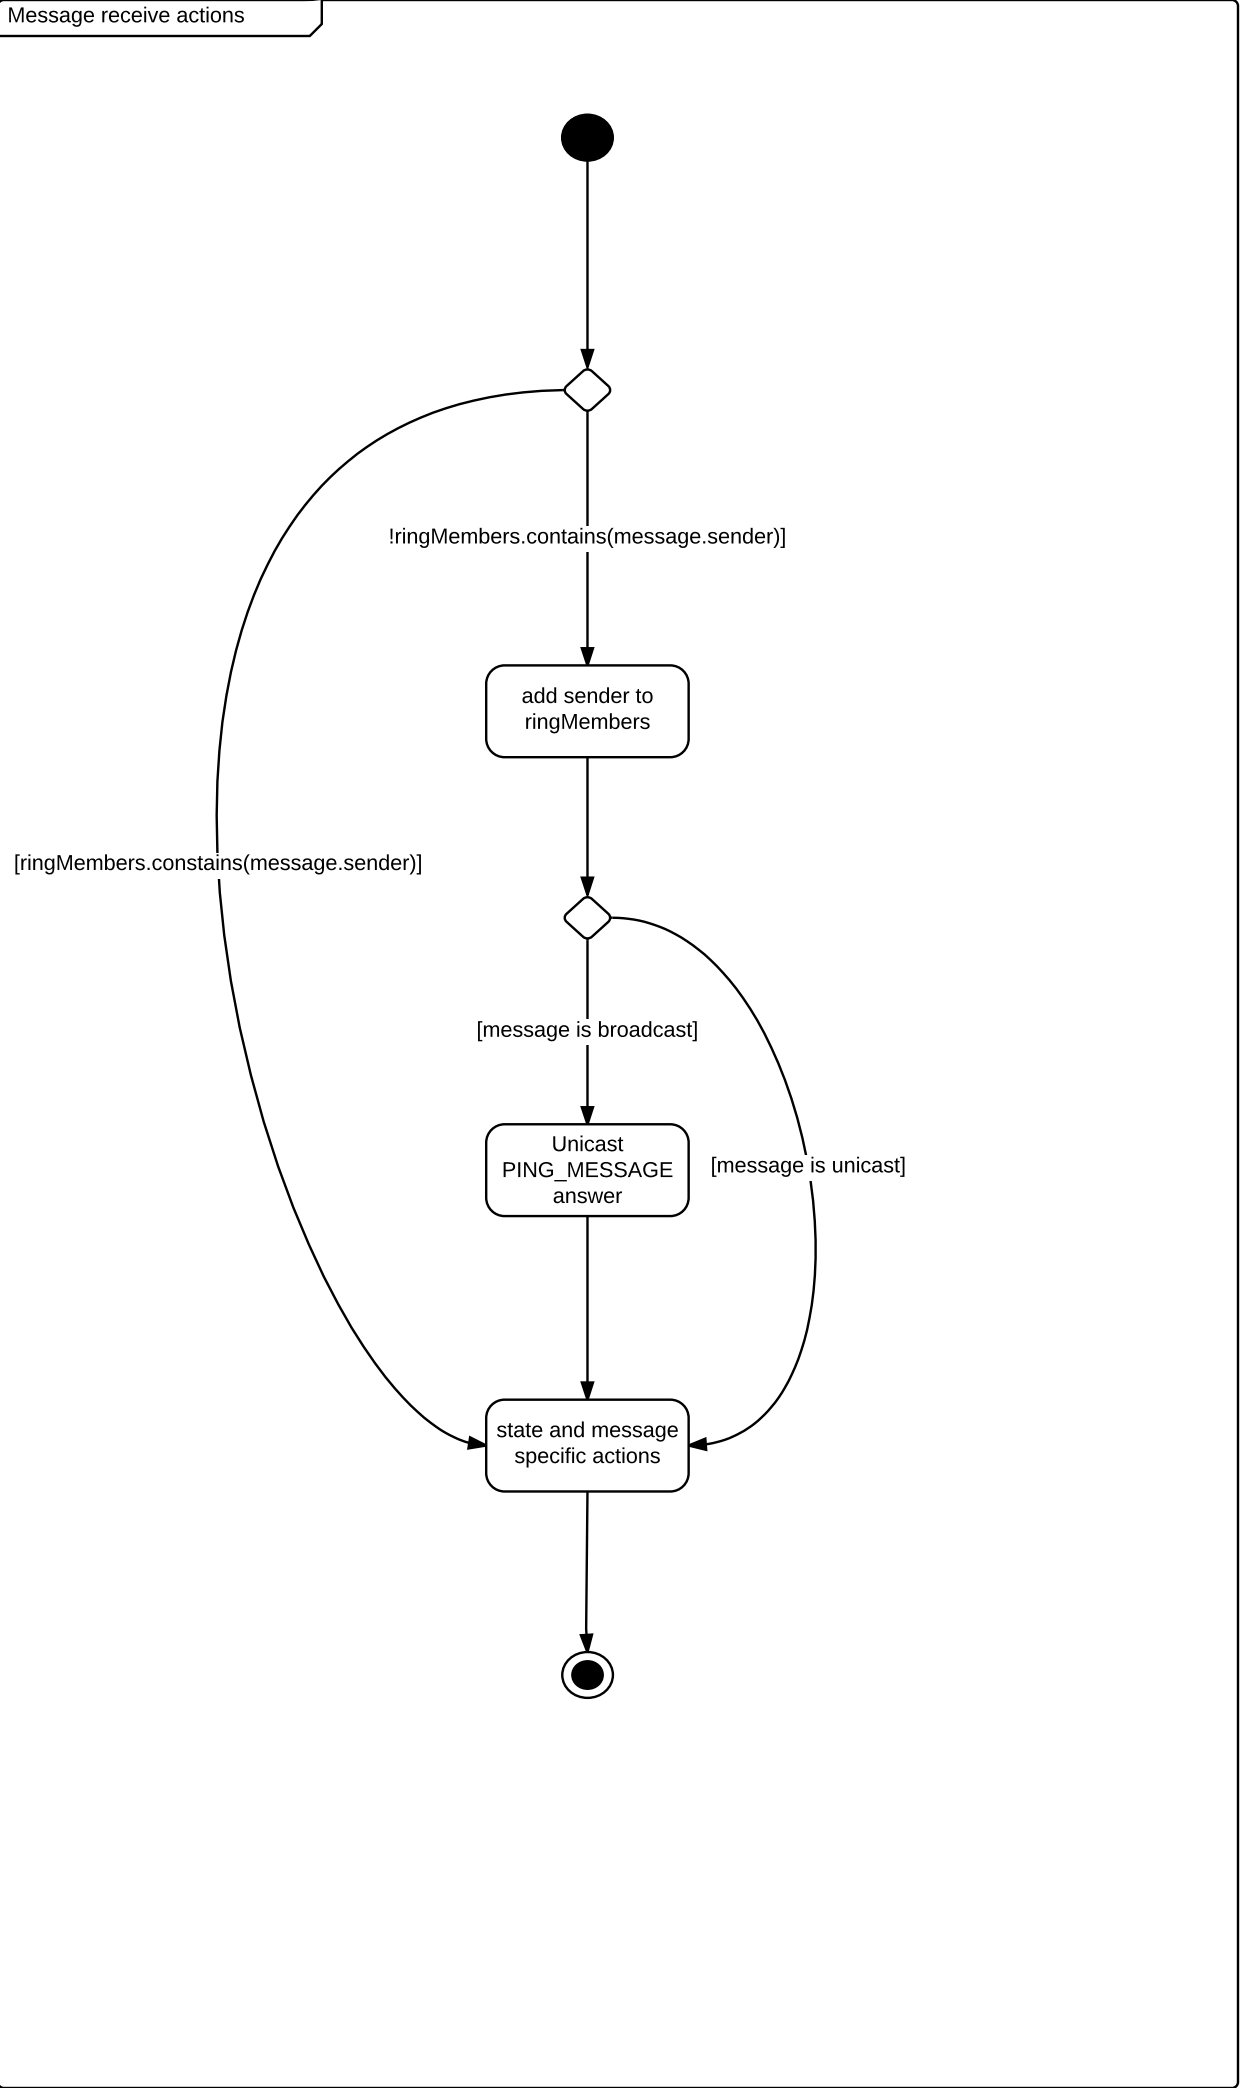 Message receive actions
!ringMembers.contains(message.sender)]
add sender to
ringMembers
[ringMembers.constains(message.sender)]
[message is broadcast]
Unicast
PING_MESSAGE
answer
[message is unicast]
state and message
specific actions